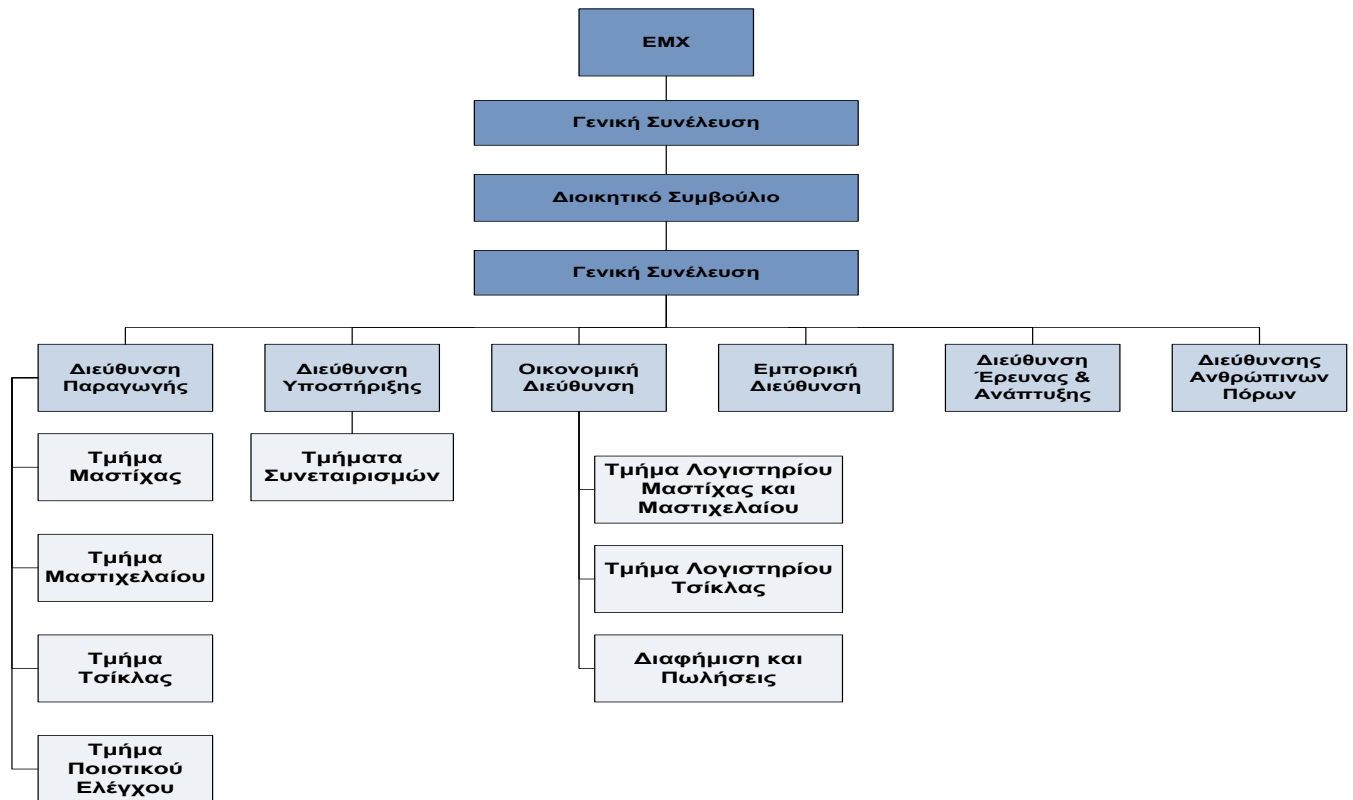 ΕΜΧ
Γενική Συνέλευση
Διοικητικό Συμβούλιο
Γενική Συνέλευση
Διεύθυνση
Παραγωγής
Διεύθυνση
Υποστήριξης
Οικονομική
Διεύθυνση
Εμπορική
Διεύθυνση
Διεύθυνση
Έρευνας &
Ανάπτυξης
Διεύθυνσης
Ανθρώπινων
Πόρων
Τμήμα
Μαστίχας
Τμήματα
Συνεταιρισμών
Τμήμα Λογιστηρίου
Μαστίχας και
Μαστιχελαίου
Τμήμα
Μαστιχελαίου
Τμήμα Λογιστηρίου
Τσίκλας
Τμήμα
Τσίκλας
Διαφήμιση και
Πωλήσεις
Τμήμα
Ποιοτικού
Ελέγχου